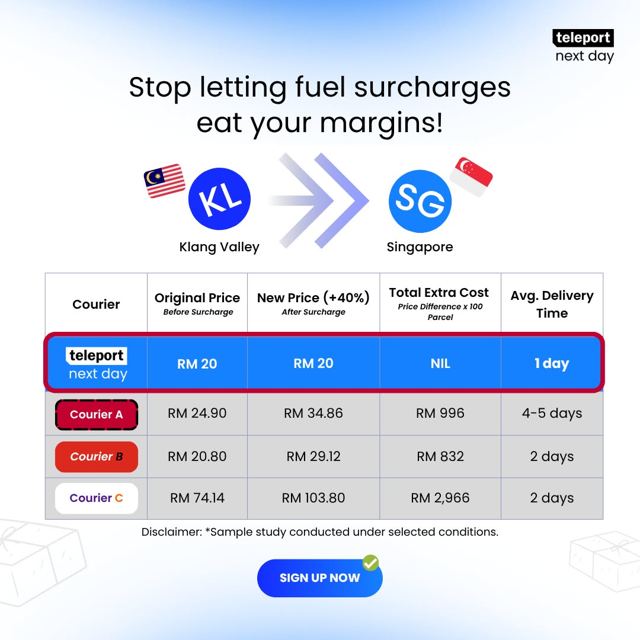 teleport
next day
Stop letting fuel surcharges
eat your margins!
KL
SG
Klang Valley
Singapore
Courier
Original Price
Before Surcharge
New Price (+40%)
After Surcharge
Total Extra Cost
Price Difference x 100
Parcel
Avg. Delivery
Time
teleport
next day
RM 20
RM 20
NIL
1 day
Courier A
RM 24.90
RM 34.86
RM 996
4-5 days
Courier B
RM 20.80
RM 29.12
RM 832
2 days
Courier C
RM 74.14
RM 103.80
RM 2,966
2 days
Disclaimer: *Sample study conducted under selected conditions.
SIGN UP NOW